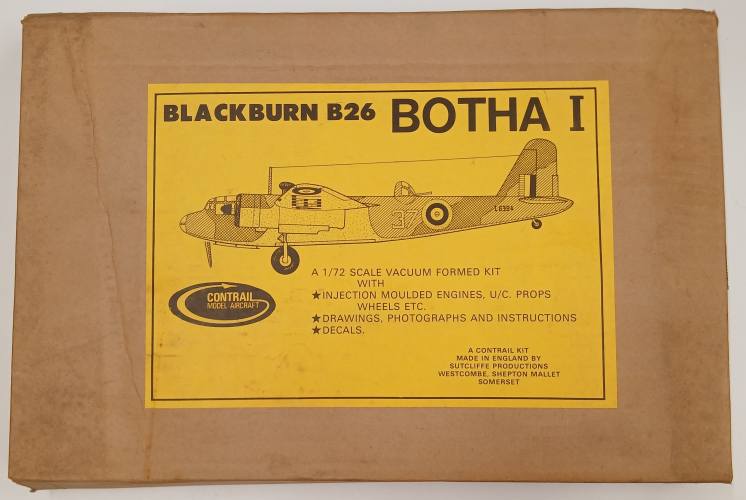 BLACKBURN B26 BOTHA I
37
L6394
A 1/72 SCALE VACUUM FORMED KIT
WITH
★INJECTION MOULDED ENGINES, U/C. PROPS
WHEELS ETC.
★DRAWINGS, PHOTOGRAPHS AND INSTRUCTIONS
★DECALS.
CONTRAIL
MODEL AIRCRAFT
A CONTRAIL KIT
MADE IN ENGLAND BY
SUTCLIFFE PRODUCTIONS
WESTCOMBE, SHEPTON MALLET
SOMERSET